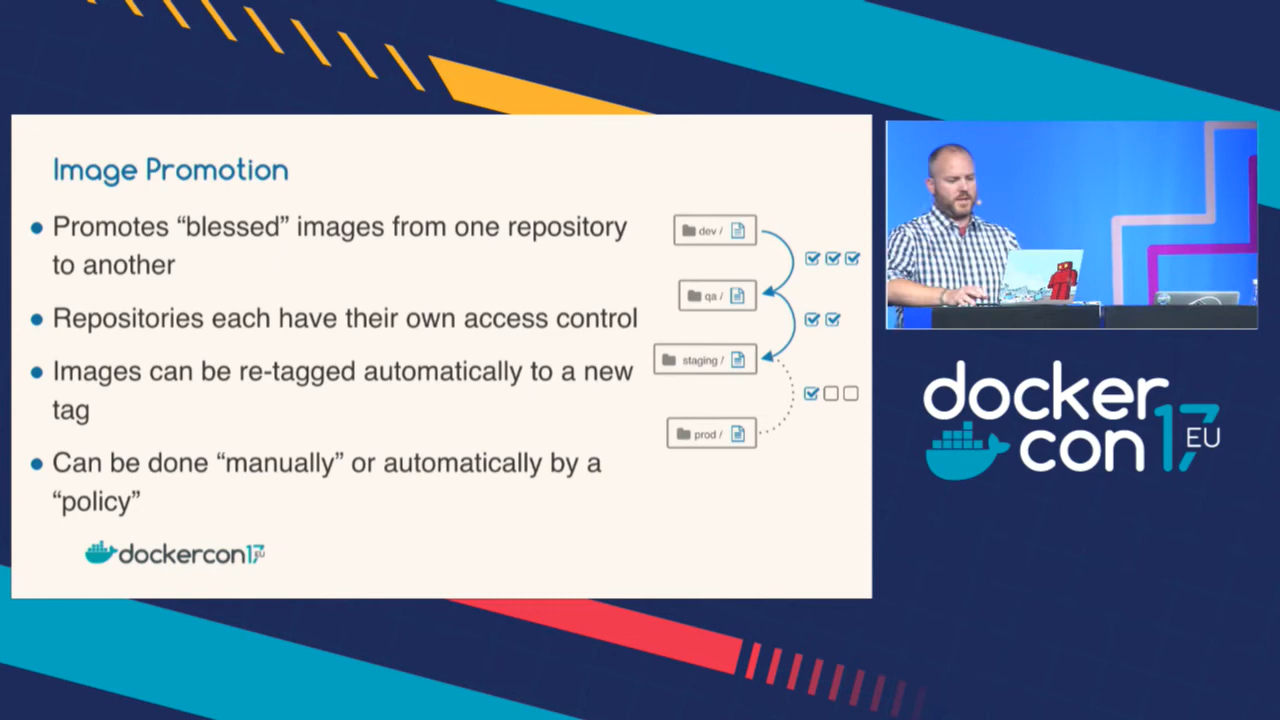 Image Promotion
Promotes “blessed” images from one repository
to another
Repositories each have their own access control
Images can be re-tagged automatically to a new
tag
Can be done “manually” or automatically by a
“policy”
dev /
qa /
staging /
prod /
dockercon17
EU
docker
con 17 EU